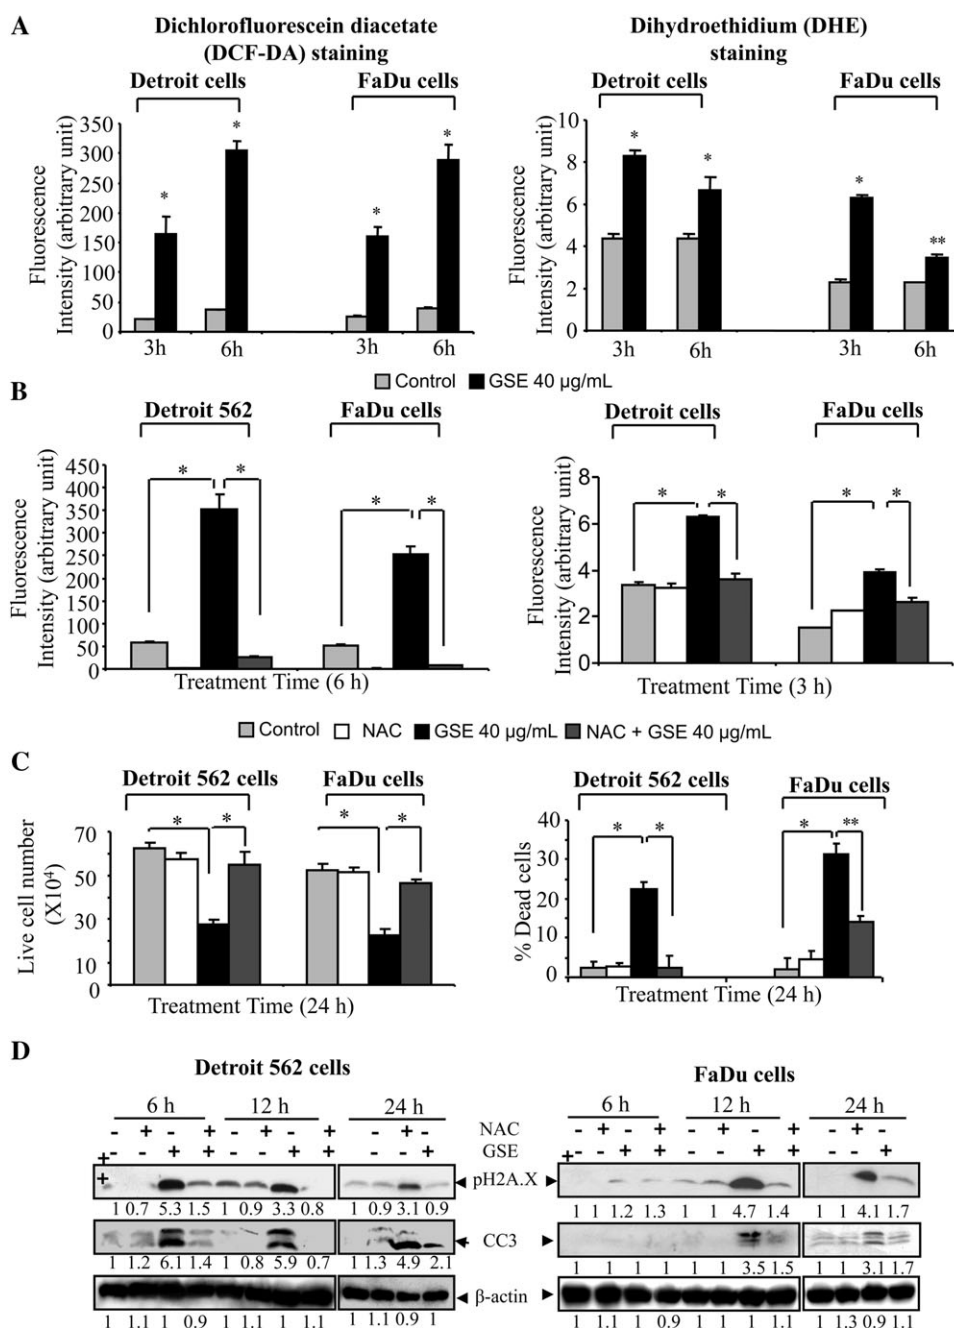 A
Dichlorofluorescein diacetate
(DCF-DA) staining
Dihydroethidium (DHE)
staining
Detroit cells
FaDu cells
Detroit cells
FaDu cells
Fluorescence
Intensity (arbitrary unit)
350
300
250
200
150
100
50
0
* * * *
3h 6h 3h 6h
Fluorescence
Intensity (arbitrary unit)
10
8
6
4
2
0
* * * **
3h 6h 3h 6h
Control GSE 40 µg/mL
B
Detroit 562
FaDu cells
Detroit cells
FaDu cells
Fluorescence
Intensity (arbitrary unit)
450
400
350
300
250
200
150
100
50
0
* * * *
Treatment Time (6 h)
Fluorescence
Intensity (arbitrary unit)
8
6
4
2
0
* * * *
Treatment Time (3 h)
Control NAC GSE 40 µg/mL NAC + GSE 40 µg/mL
C
Detroit 562 cells
FaDu cells
Detroit 562 cells
FaDu cells
Live cell number
(X10⁴)
70
50
30
10
0
* * * *
Treatment Time (24 h)
% Dead cells
40
30
20
10
0
* * * **
Treatment Time (24 h)
D
Detroit 562 cells
FaDu cells
6 h 12 h 24 h
6 h 12 h 24 h
- + - + - + - + - - + -
NAC
- + - + - + - + - + -
+ - - + + - - + + - - - +
GSE
+ - - + + - - + + - - +
+
pH2A.X
1 0.7 5.3 1.5 1 0.9 3.3 0.8 1 0.9 3.1 0.9
1 1 1.2 1.3 1 1 4.7 1.4 1 1 4.1 1.7
CC3
1 1.2 6.1 1.4 1 0.8 5.9 0.7 1 1.3 4.9 2.1
1 1 1 1 1 1 3.5 1.5 1 1 3.1 1.7
β-actin
1 1.1 1 0.9 1 1.1 1 1.1 1 1.1 0.9 1
1 1.1 1 0.9 1 1 1 1.1 1 1.3 0.9 1.1